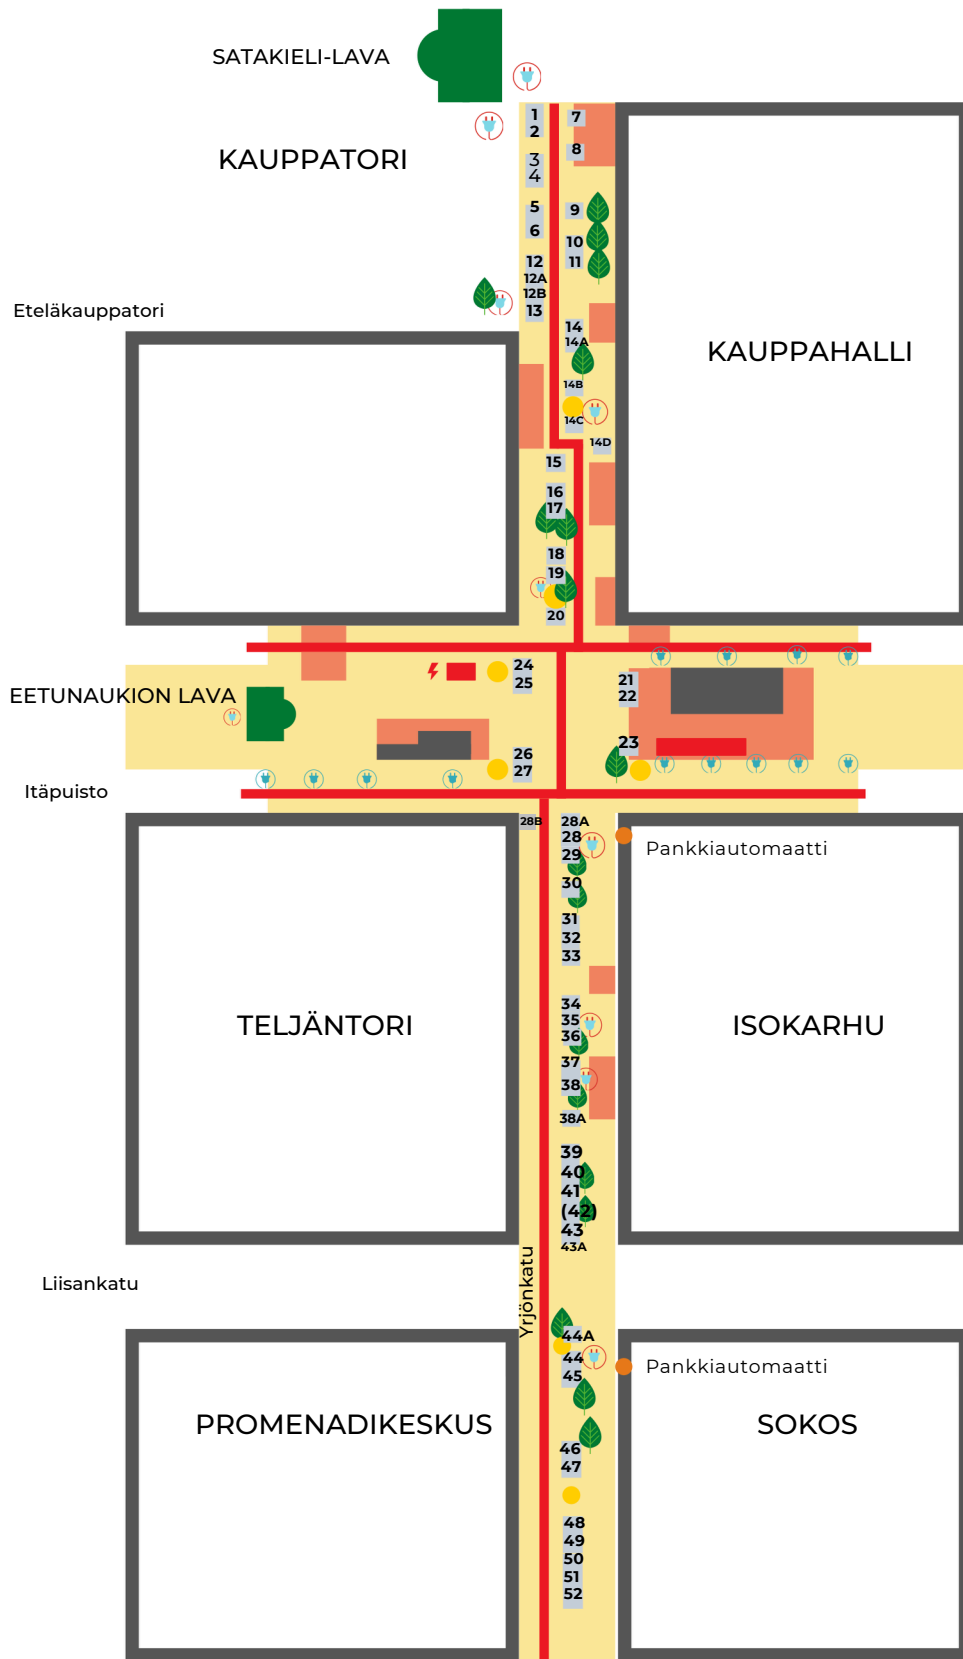 SATAKIELI-LAVA
KAUPPATORI
1
2
3
4
5
6
7
8
9
10
11
12
12A
12B
13
Eteläkauppatori
14
14A
14B
14C
14D
KAUPPAHALLI
15
16
17
18
19
20
EETUNAUKION LAVA
24
25
21
22
23
26
27
Itäpuisto
28B
28A
28
29
Pankkiautomaatti
30
31
32
33
TELJÄNTORI
34
35
36
ISOKARHU
37
38
38A
39
40
41
(42)
43
43A
Liisankatu
Yrjönkatu
44A
44
45
Pankkiautomaatti
PROMENADIKESKUS
SOKOS
46
47
48
49
50
51
52